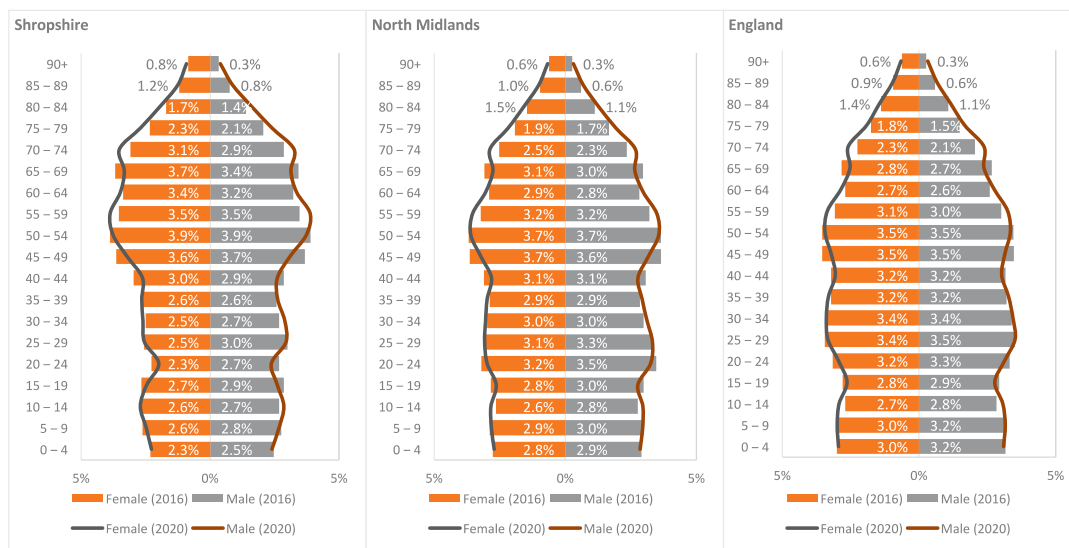 Shropshire
90+ 0.8% 0.3%
85 – 89 1.2% 0.8%
80 – 84 1.7% 1.4%
75 – 79 2.3% 2.1%
70 – 74 3.1% 2.9%
65 – 69 3.7% 3.4%
60 – 64 3.4% 3.2%
55 – 59 3.5% 3.5%
50 – 54 3.9% 3.9%
45 – 49 3.6% 3.7%
40 – 44 3.0% 2.9%
35 – 39 2.6% 2.6%
30 – 34 2.5% 2.7%
25 – 29 2.5% 3.0%
20 – 24 2.3% 2.7%
15 – 19 2.7% 2.9%
10 – 14 2.6% 2.7%
5 – 9 2.6% 2.8%
0 – 4 2.3% 2.5%
5% 0% 5%
Female (2016) Male (2016)
Female (2020) Male (2020)
North Midlands
90+ 0.6% 0.3%
85 – 89 1.0% 0.6%
80 – 84 1.5% 1.1%
75 – 79 1.9% 1.7%
70 – 74 2.5% 2.3%
65 – 69 3.1% 3.0%
60 – 64 2.9% 2.8%
55 – 59 3.2% 3.2%
50 – 54 3.7% 3.7%
45 – 49 3.7% 3.6%
40 – 44 3.1% 3.1%
35 – 39 2.9% 2.9%
30 – 34 3.0% 3.0%
25 – 29 3.1% 3.3%
20 – 24 3.2% 3.5%
15 – 19 2.8% 3.0%
10 – 14 2.6% 2.8%
5 – 9 2.9% 3.0%
0 – 4 2.8% 2.9%
5% 0% 5%
Female (2016) Male (2016)
Female (2020) Male (2020)
England
90+ 0.6% 0.3%
85 – 89 0.9% 0.6%
80 – 84 1.4% 1.1%
75 – 79 1.8% 1.5%
70 – 74 2.3% 2.1%
65 – 69 2.8% 2.7%
60 – 64 2.7% 2.6%
55 – 59 3.1% 3.0%
50 – 54 3.5% 3.5%
45 – 49 3.5% 3.5%
40 – 44 3.2% 3.2%
35 – 39 3.2% 3.2%
30 – 34 3.4% 3.4%
25 – 29 3.4% 3.5%
20 – 24 3.2% 3.3%
15 – 19 2.8% 2.9%
10 – 14 2.7% 2.8%
5 – 9 3.0% 3.2%
0 – 4 3.0% 3.2%
5% 0% 5%
Female (2016) Male (2016)
Female (2020) Male (2020)